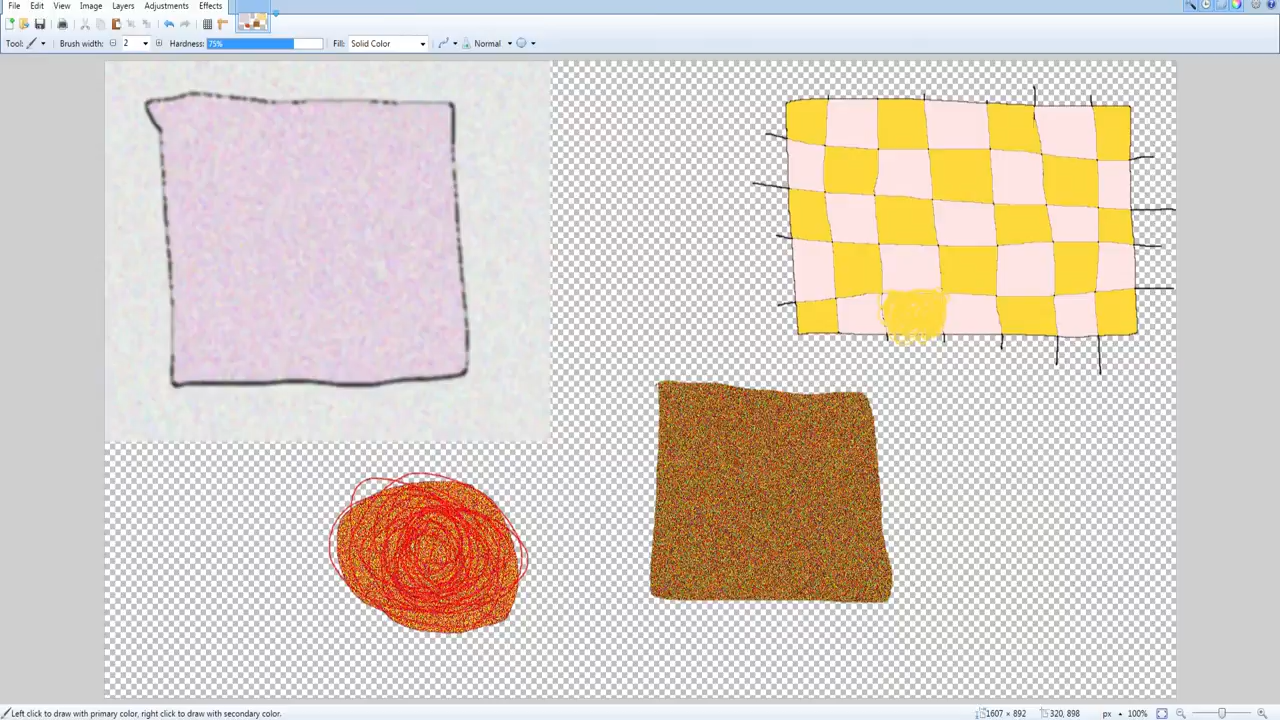 File Edit View Image Layers Adjustments Effects
Tool: Brush width: 2 Hardness: 75% Fill: Solid Color Normal
Left click to draw with primary color, right click to draw with secondary color. 1607 × 892 320, 898 px 100%